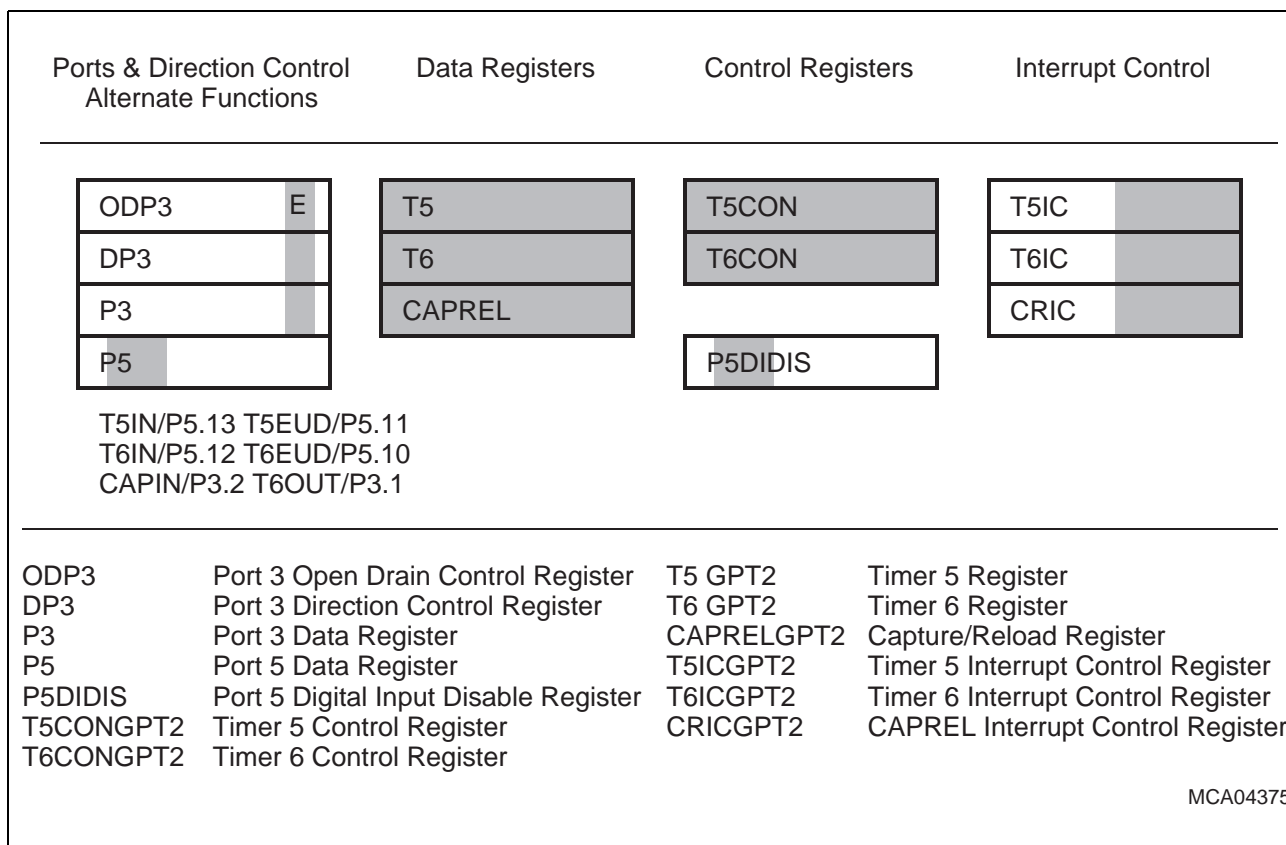 Ports & Direction Control
Alternate Functions
Data Registers
Control Registers
Interrupt Control
ODP3 E
DP3
P3
P5
T5
T6
CAPREL
T5CON
T6CON
P5DIDIS
T5IC
T6IC
CRIC
T5IN/P5.13 T5EUD/P5.11
T6IN/P5.12 T6EUD/P5.10
CAPIN/P3.2 T6OUT/P3.1
ODP3 Port 3 Open Drain Control Register
DP3 Port 3 Direction Control Register
P3 Port 3 Data Register
P5 Port 5 Data Register
P5DIDIS Port 5 Digital Input Disable Register
T5CONGPT2 Timer 5 Control Register
T6CONGPT2 Timer 6 Control Register
T5 GPT2 Timer 5 Register
T6 GPT2 Timer 6 Register
CAPRELGPT2 Capture/Reload Register
T5ICGPT2 Timer 5 Interrupt Control Register
T6ICGPT2 Timer 6 Interrupt Control Register
CRICGPT2 CAPREL Interrupt Control Register
MCA04375